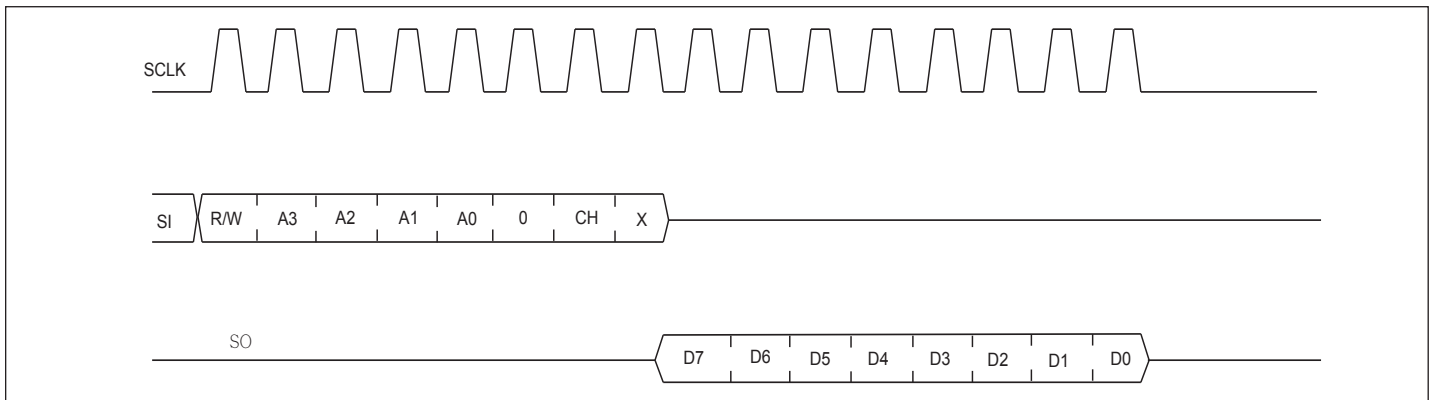 SCLK
SI R/W A3 A2 A1 A0 0 CH X
SO
D7 D6 D5 D4 D3 D2 D1 D0